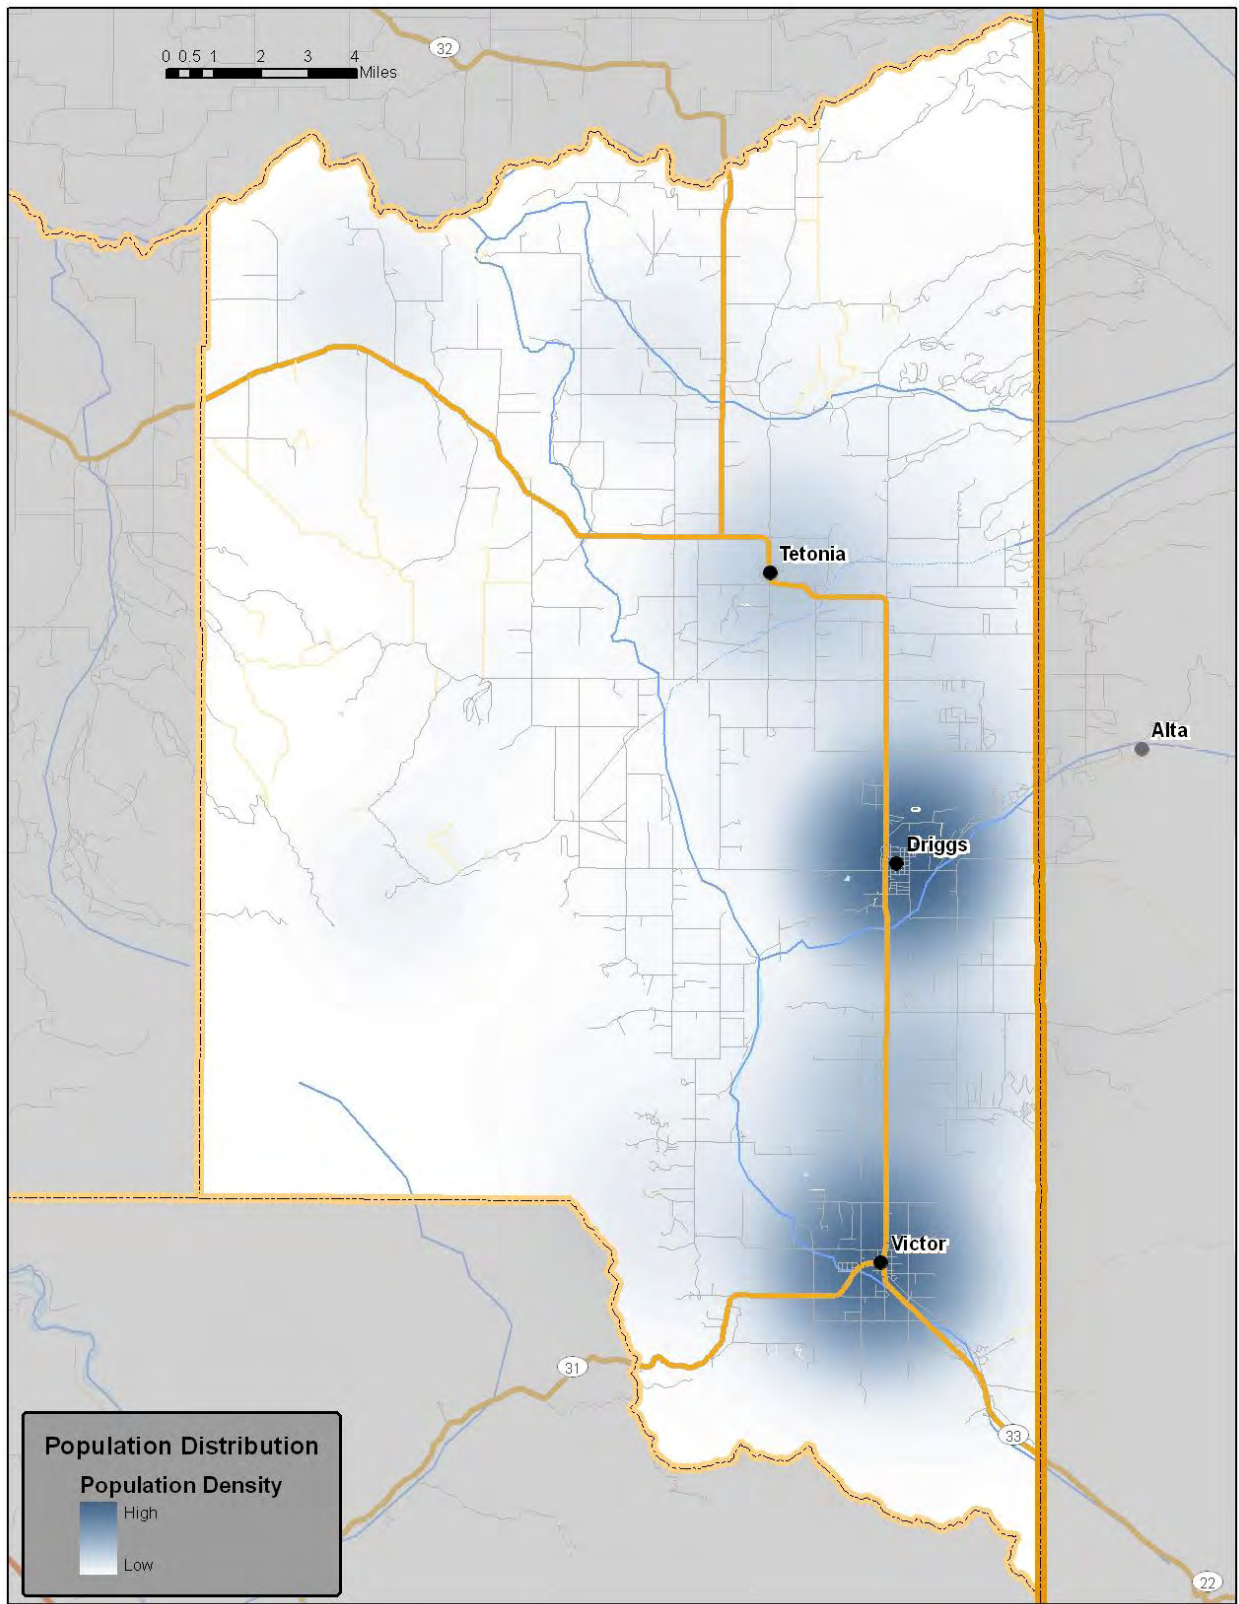 32
0 0.5 1 2 3 4
Miles
Tetonia
Alta
Driggs
Victor
31
33
Population Distribution
Population Density
High
Low
22